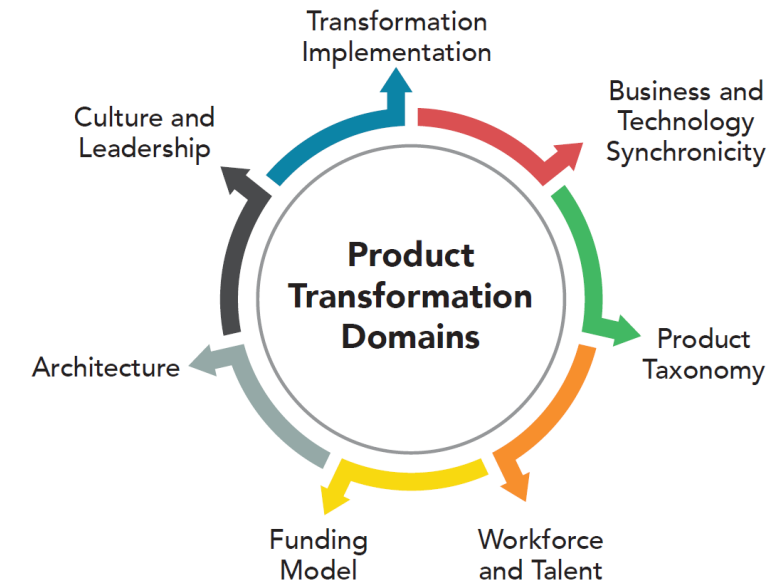 Transformation
Implementation
Business and
Technology
Synchronicity
Culture and
Leadership
Product
Transformation
Domains
Product
Taxonomy
Architecture
Funding
Model
Workforce
and Talent